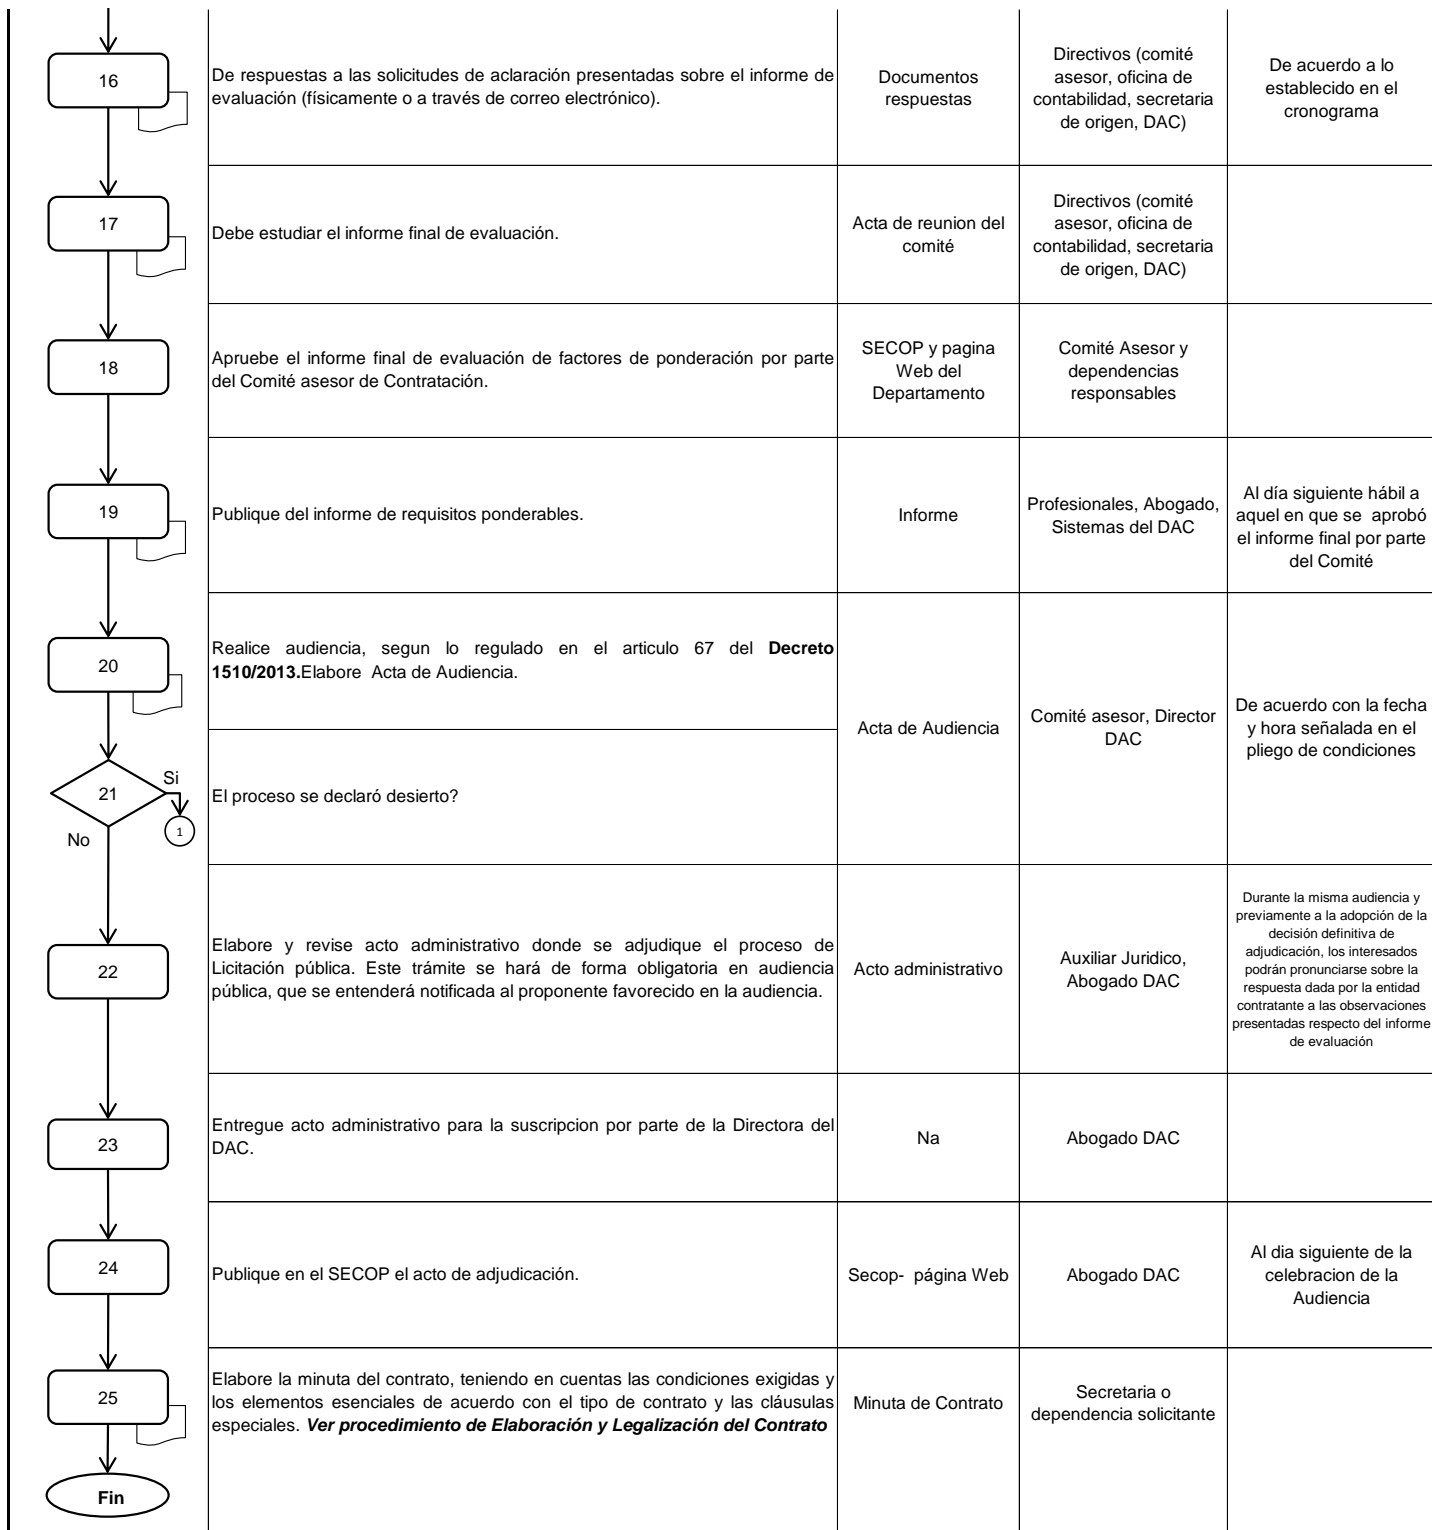 16
De respuestas a las solicitudes de aclaración presentadas sobre el informe de
evaluación (físicamente o a través de correo electrónico).
Documentos
respuestas
Directivos (comité
asesor, oficina de
contabilidad, secretaria
de origen, DAC)
De acuerdo a lo
establecido en el
cronograma
17
Debe estudiar el informe final de evaluación.
Acta de reunion del
comité
Directivos (comité
asesor, oficina de
contabilidad, secretaria
de origen, DAC)
18
Apruebe el informe final de evaluación de factores de ponderación por parte
del Comité asesor de Contratación.
SECOP y pagina
Web del
Departamento
Comité Asesor y
dependencias
responsables
19
Publique del informe de requisitos ponderables.
Informe
Profesionales, Abogado,
Sistemas del DAC
Al día siguiente hábil a
aquel en que se aprobó
el informe final por parte
del Comité
20
Realice audiencia, segun lo regulado en el articulo 67 del Decreto
1510/2013.Elabore Acta de Audiencia.
Acta de Audiencia
Comité asesor, Director
DAC
De acuerdo con la fecha
y hora señalada en el
pliego de condiciones
21
Si
1
No
El proceso se declaró desierto?
22
Elabore y revise acto administrativo donde se adjudique el proceso de
Licitación pública. Este trámite se hará de forma obligatoria en audiencia
pública, que se entenderá notificada al proponente favorecido en la audiencia.
Acto administrativo
Auxiliar Juridico,
Abogado DAC
Durante la misma audiencia y
previamente a la adopción de la
decisión definitiva de
adjudicación, los interesados
podrán pronunciarse sobre la
respuesta dada por la entidad
contratante a las observaciones
presentadas respecto del informe
de evaluación
23
Entregue acto administrativo para la suscripcion por parte de la Directora del
DAC.
Na
Abogado DAC
24
Publique en el SECOP el acto de adjudicación.
Secop- página Web
Abogado DAC
Al dia siguiente de la
celebracion de la
Audiencia
25
Elabore la minuta del contrato, teniendo en cuentas las condiciones exigidas y
los elementos esenciales de acuerdo con el tipo de contrato y las cláusulas
especiales. Ver procedimiento de Elaboración y Legalización del Contrato
Minuta de Contrato
Secretaria o
dependencia solicitante
Fin